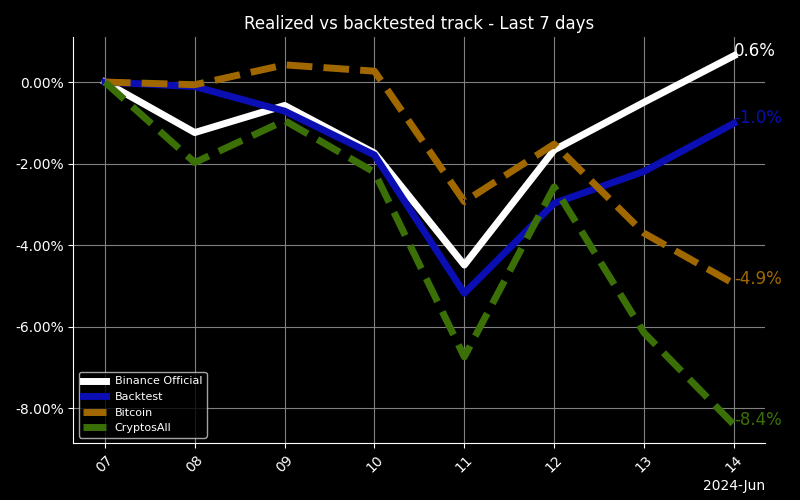 Realized vs backtested track - Last 7 days
0.00%
-2.00%
-4.00%
-6.00%
-8.00%
0.6%
-1.0%
-4.9%
-8.4%
Binance Official
Backtest
Bitcoin
CryptosAll
07
08
09
10
11
12
13
14
2024-Jun